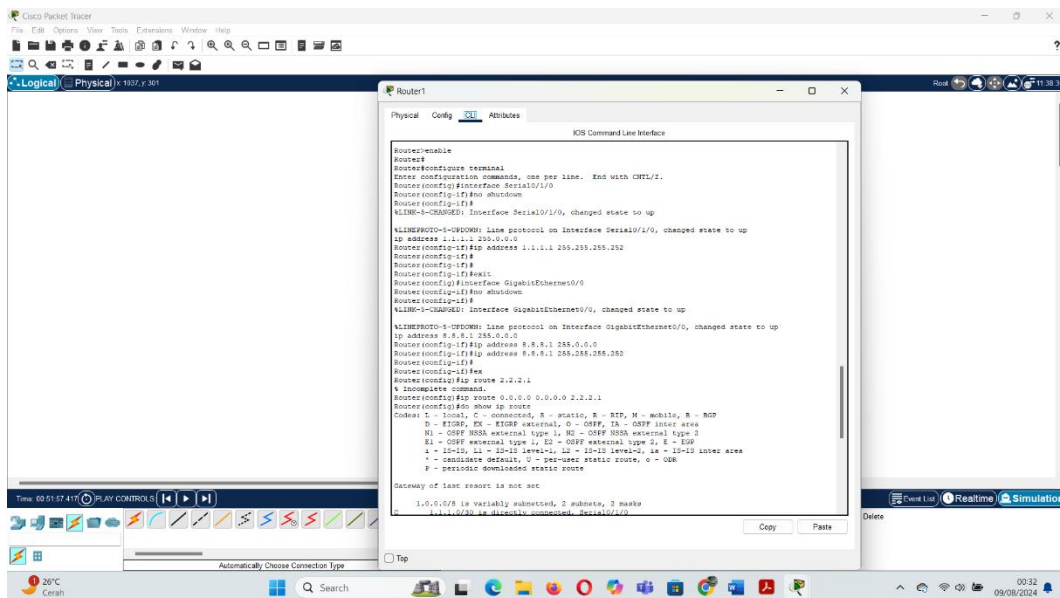 Cisco Packet Tracer
File Edit Options View Tools Extensions Window Help
Logical Physical x: 1037, y: 301
Root 11:38:3
Router1
Physical Config CLI Attributes
IOS Command Line Interface
Router>enable
Router#
Router#configure terminal
Enter configuration commands, one per line. End with CNTL/Z.
Router(config)#interface Serial0/1/0
Router(config-if)#no shutdown
Router(config-if)#
%LINK-5-CHANGED: Interface Serial0/1/0, changed state to up
%LINEPROTO-5-UPDOWN: Line protocol on Interface Serial0/1/0, changed state to up
ip address 1.1.1.1 255.0.0.0
Router(config-if)#ip address 1.1.1.1 255.255.255.252
Router(config-if)#
Router(config-if)#
Router(config-if)#exit
Router(config)#interface GigabitEthernet0/0
Router(config-if)#no shutdown
Router(config-if)#
%LINK-5-CHANGED: Interface GigabitEthernet0/0, changed state to up
%LINEPROTO-5-UPDOWN: Line protocol on Interface GigabitEthernet0/0, changed state to up
ip address 8.8.8.1 255.0.0.0
Router(config-if)#ip address 8.8.8.1 255.0.0.0
Router(config-if)#ip address 8.8.8.1 255.255.255.252
Router(config-if)#
Router(config-if)#ex
Router(config)#ip route 2.2.2.1
% Incomplete command.
Router(config)#ip route 0.0.0.0 0.0.0.0 2.2.2.1
Router(config)#do show ip route
Codes: L - local, C - connected, S - static, R - RIP, M - mobile, B - BGP
D - EIGRP, EX - EIGRP external, O - OSPF, IA - OSPF inter area
N1 - OSPF NSSA external type 1, N2 - OSPF NSSA external type 2
E1 - OSPF external type 1, E2 - OSPF external type 2, E - EGP
i - IS-IS, L1 - IS-IS level-1, L2 - IS-IS level-2, ia - IS-IS inter area
* - candidate default, U - per-user static route, o - ODR
P - periodic downloaded static route
Gateway of last resort is not set
1.0.0.0/8 is variably subnetted, 2 subnets, 2 masks
C 1.1.1.0/30 is directly connected, Serial0/1/0
Copy Paste
Top
Time: 00:51:57.417 PLAY CONTROLS
Event List Realtime Simulation
Delete
Automatically Choose Connection Type
1
26°C
Cerah
Search
00:32
09/08/2024